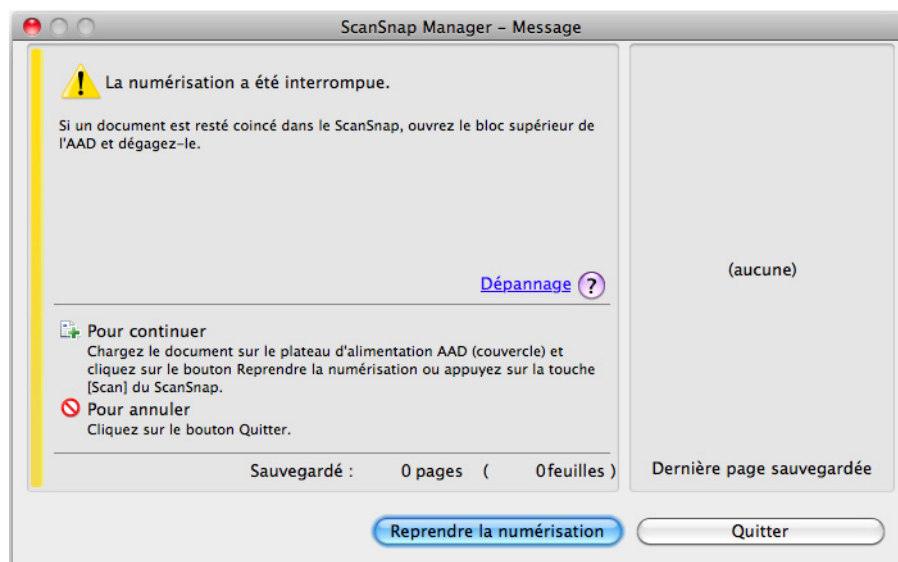 ScanSnap Manager – Message
La numérisation a été interrompue.
Si un document est resté coincé dans le ScanSnap, ouvrez le bloc supérieur de
l'AAD et dégagez-le.
Dépannage ?
Pour continuer
Chargez le document sur le plateau d'alimentation AAD (couvercle) et
cliquez sur le bouton Reprendre la numérisation ou appuyez sur la touche
[Scan] du ScanSnap.
Pour annuler
Cliquez sur le bouton Quitter.
Sauvegardé : 0 pages ( 0 feuilles )
(aucune)
Dernière page sauvegardée
Reprendre la numérisation
Quitter